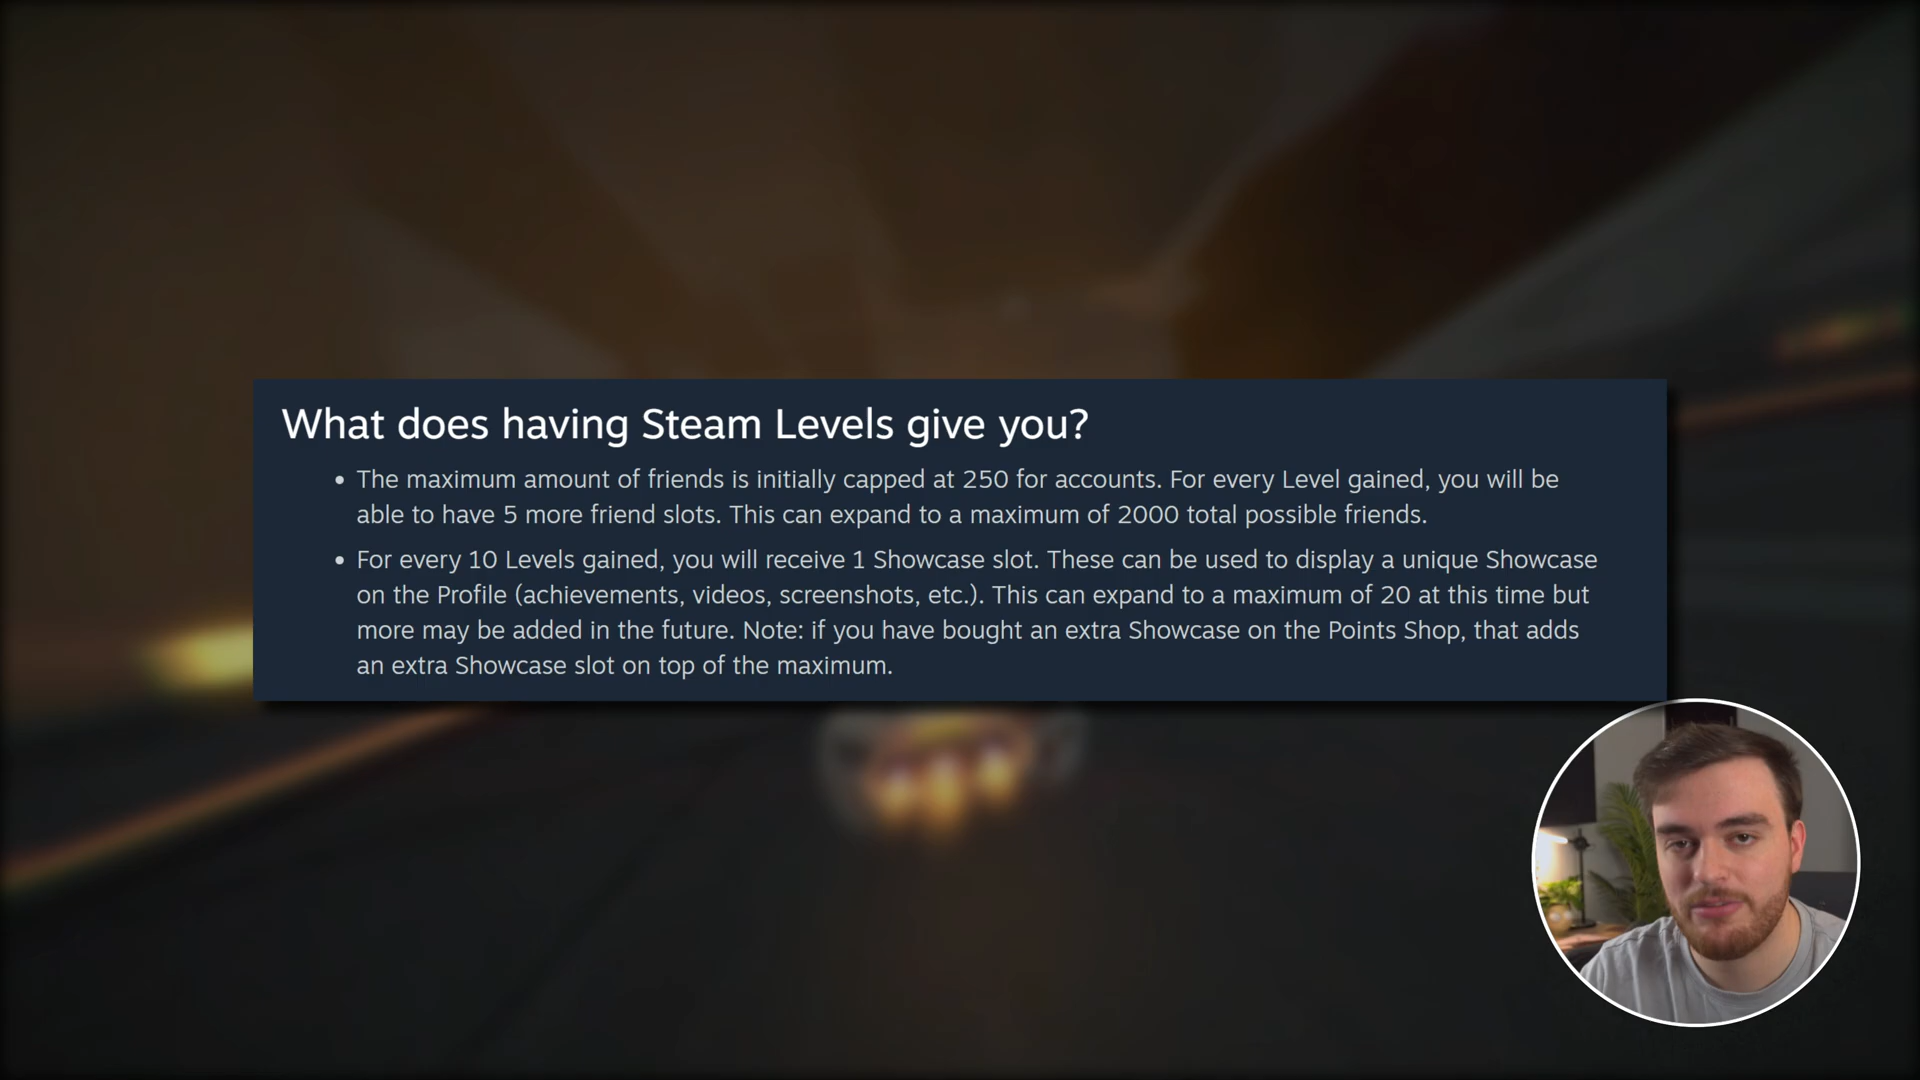 What does having Steam Levels give you?
• The maximum amount of friends is initially capped at 250 for accounts. For every Level gained, you will be
able to have 5 more friend slots. This can expand to a maximum of 2000 total possible friends.
• For every 10 Levels gained, you will receive 1 Showcase slot. These can be used to display a unique Showcase
on the Profile (achievements, videos, screenshots, etc.). This can expand to a maximum of 20 at this time but
more may be added in the future. Note: if you have bought an extra Showcase on the Points Shop, that adds
an extra Showcase slot on top of the maximum.